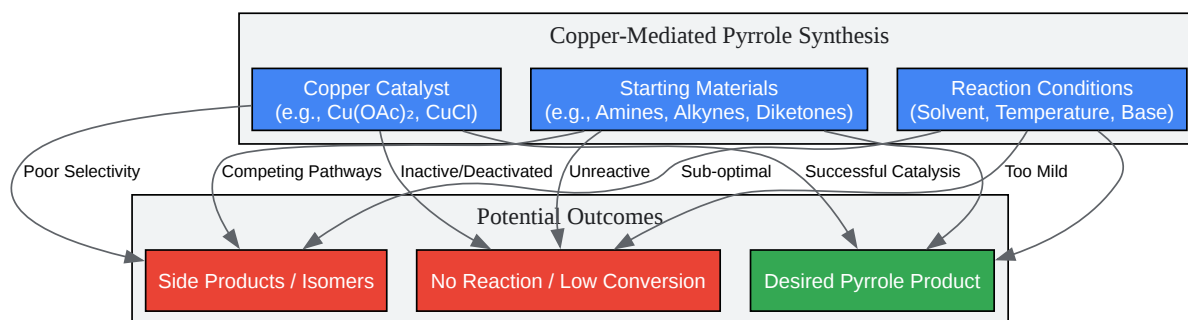 Copper-Mediated Pyrrole Synthesis
Copper Catalyst
(e.g., Cu(OAc)₂, CuCl)
Starting Materials
(e.g., Amines, Alkynes, Diketones)
Reaction Conditions
(Solvent, Temperature, Base)
Poor Selectivity
Competing Pathways
Inactive/Deactivated
Unreactive
Sub-optimal
Successful Catalysis
Too Mild
Potential Outcomes
Side Products / Isomers
No Reaction / Low Conversion
Desired Pyrrole Product